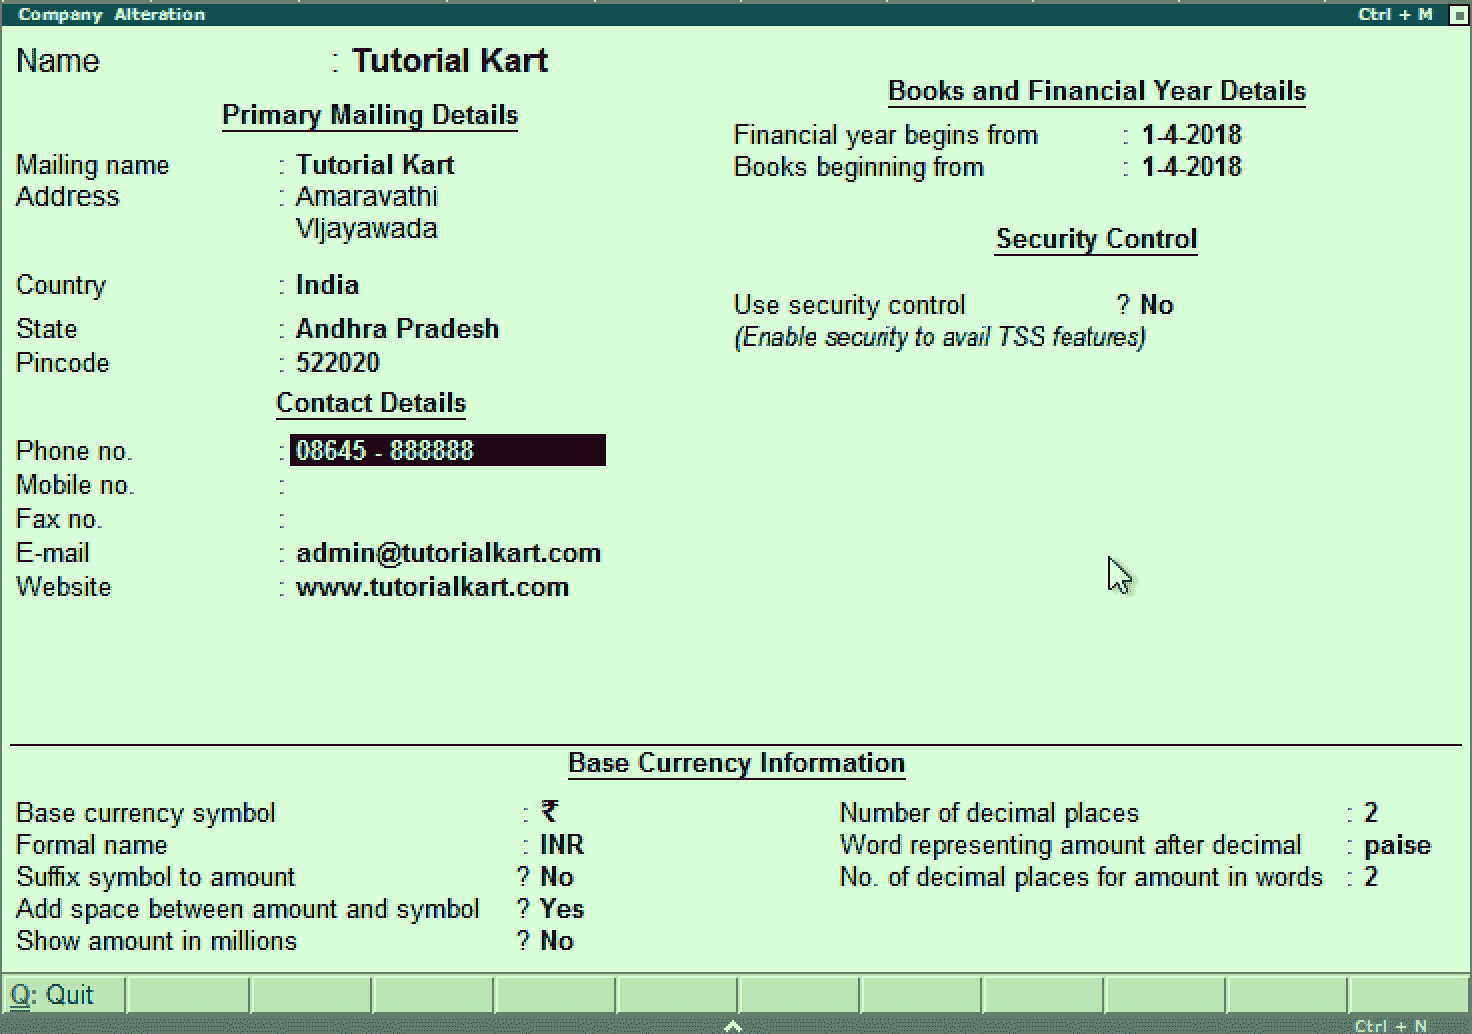 Company Alteration Ctrl + M
Name : Tutorial Kart
Primary Mailing Details
Mailing name : Tutorial Kart
Address : Amaravathi
VIjayawada
Country : India
State : Andhra Pradesh
Pincode : 522020
Contact Details
Phone no. : 08645 - 888888
Mobile no. :
Fax no. :
E-mail : admin@tutorialkart.com
Website : www.tutorialkart.com
Books and Financial Year Details
Financial year begins from : 1-4-2018
Books beginning from : 1-4-2018
Security Control
Use security control ? No
(Enable security to avail TSS features)
Base Currency Information
Base currency symbol : ₹
Formal name : INR
Suffix symbol to amount ? No
Add space between amount and symbol ? Yes
Show amount in millions ? No
Number of decimal places : 2
Word representing amount after decimal : paise
No. of decimal places for amount in words : 2
Q: Quit
Ctrl + N